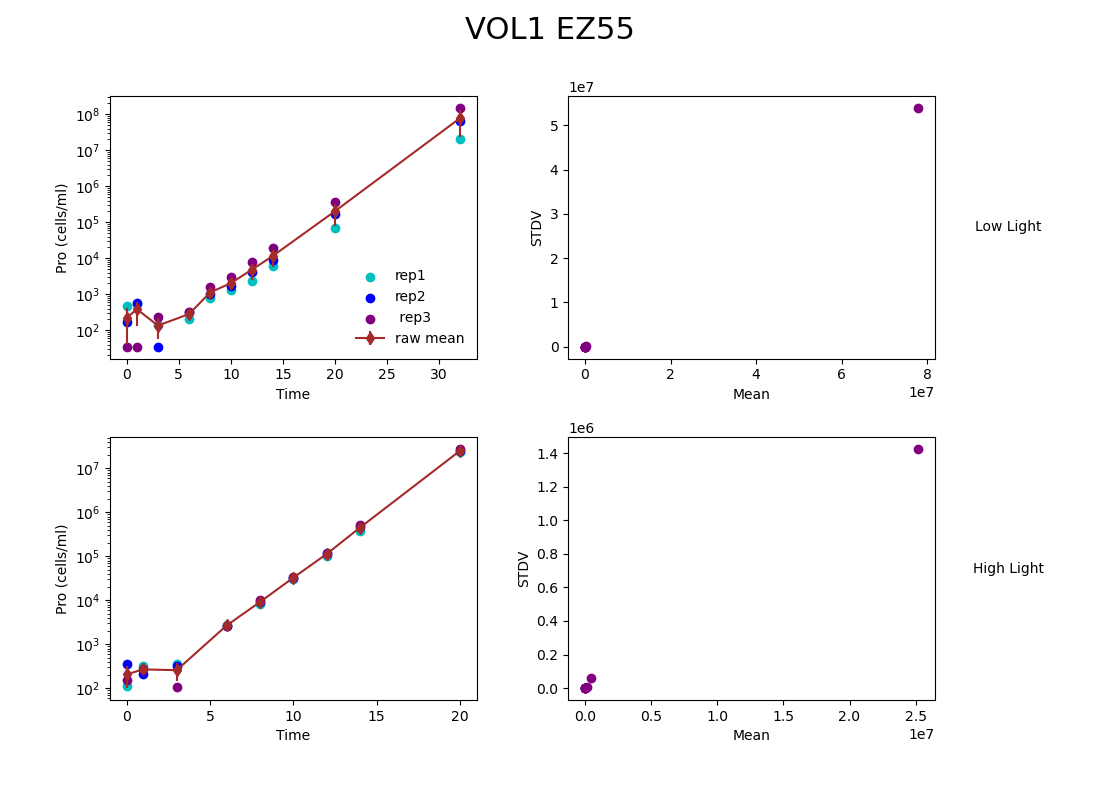 VOL1 EZ55
Pro (cells/ml)
10^8
10^7
10^6
10^5
10^4
10^3
10^2
rep1
rep2
rep3
raw mean
0 5 10 15 20 25 30
Time
1e7
STDV
5
4
3
2
1
0
0 2 4 6 8
1e7
Mean
Low Light
Pro (cells/ml)
10^7
10^6
10^5
10^4
10^3
10^2
0 5 10 15 20
Time
1e6
STDV
1.4
1.2
1.0
0.8
0.6
0.4
0.2
0.0
0.0 0.5 1.0 1.5 2.0 2.5
1e7
Mean
High Light